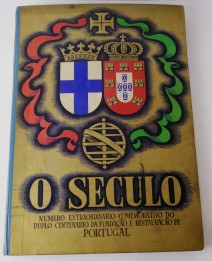 O SECULO
NUMERO EXTRAORDINARIO COMEMORATIVO DO
DUPLO CENTENARIO DA FUNDAÇÃO E RESTAURAÇÃO DE
PORTUGAL